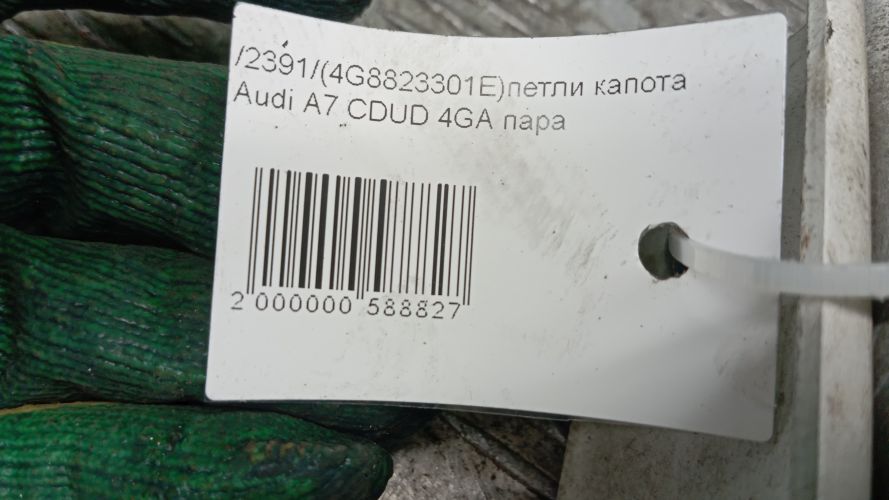 /2391/(4G8823301E)петли капота
Audi A7 CDUD 4GA пара
2 000000 588827